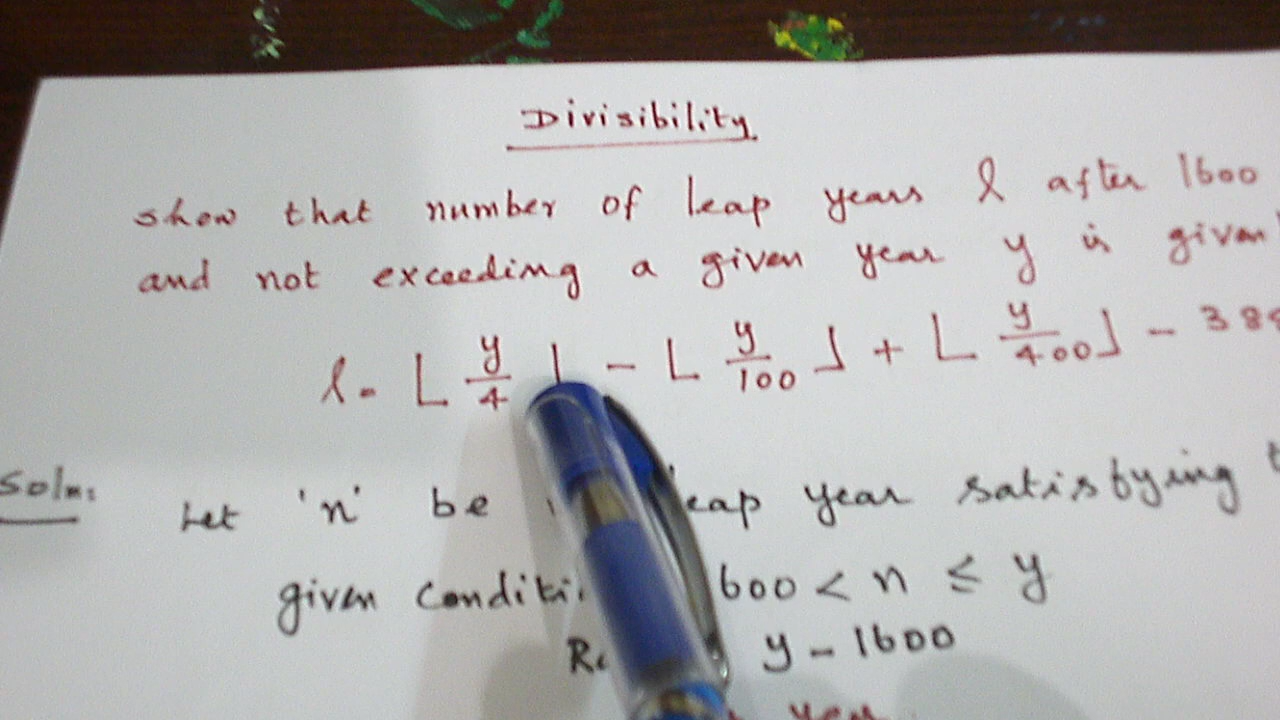 Divisibility
show that number of leap years l after 1600
and not exceeding a given year y is given
l = ⌊ y/4 ⌋ - ⌊ y/100 ⌋ + ⌊ y/400 ⌋ - 38
Soln:
Let 'n' be leap year satisfying
given 600 < n ≤ y
y - 1600